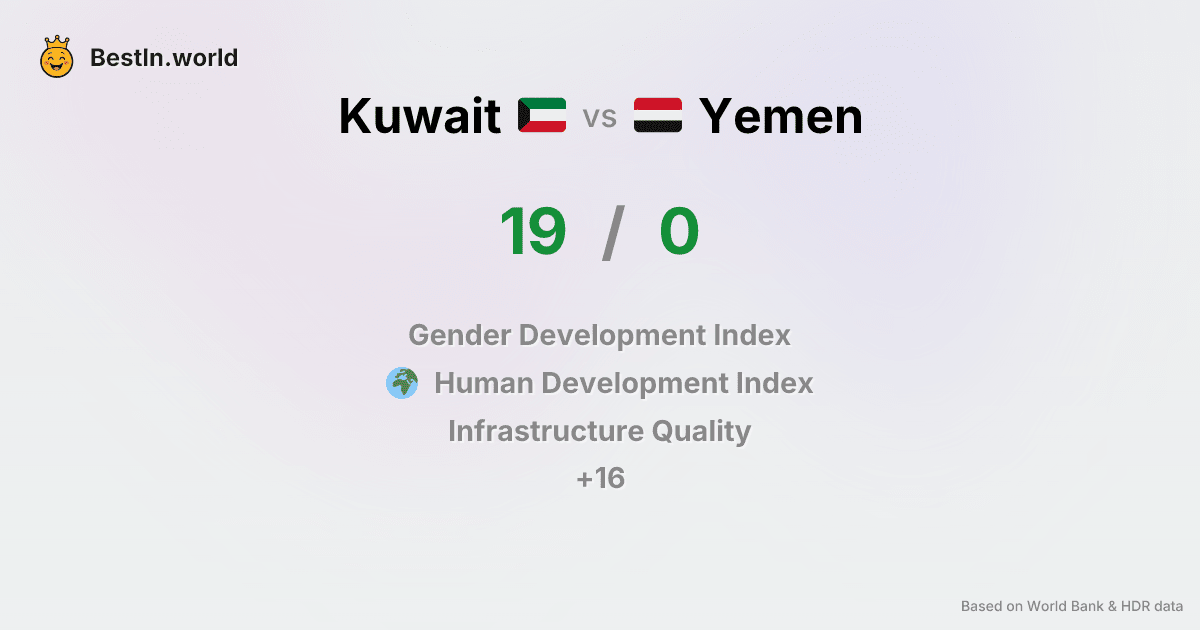 BestIn.world
Kuwait vs Yemen
19 / 0
Gender Development Index
Human Development Index
Infrastructure Quality
+16
Based on World Bank & HDR data